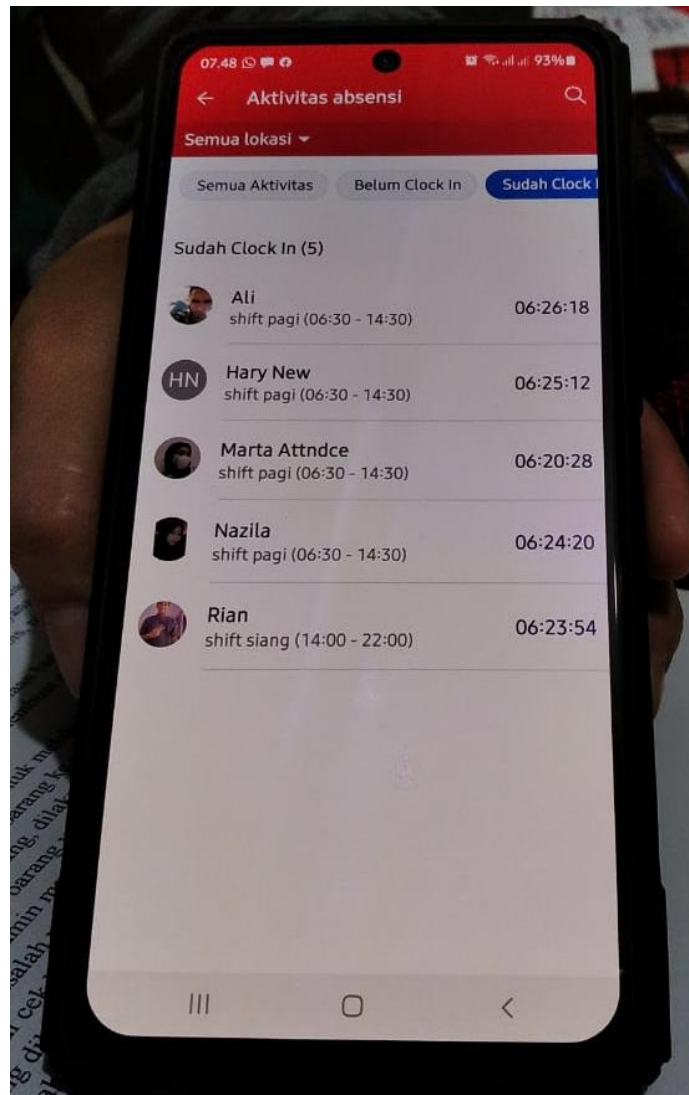 07.48
93%
Aktivitas absensi
Semua lokasi
Semua Aktivitas Belum Clock In Sudah Clock
Sudah Clock In (5)
Ali 06:26:18
shift pagi (06:30 - 14:30)
HN Hary New 06:25:12
shift pagi (06:30 - 14:30)
Marta Attndce 06:20:28
shift pagi (06:30 - 14:30)
Nazila 06:24:20
shift pagi (06:30 - 14:30)
Rian 06:23:54
shift siang (14:00 - 22:00)